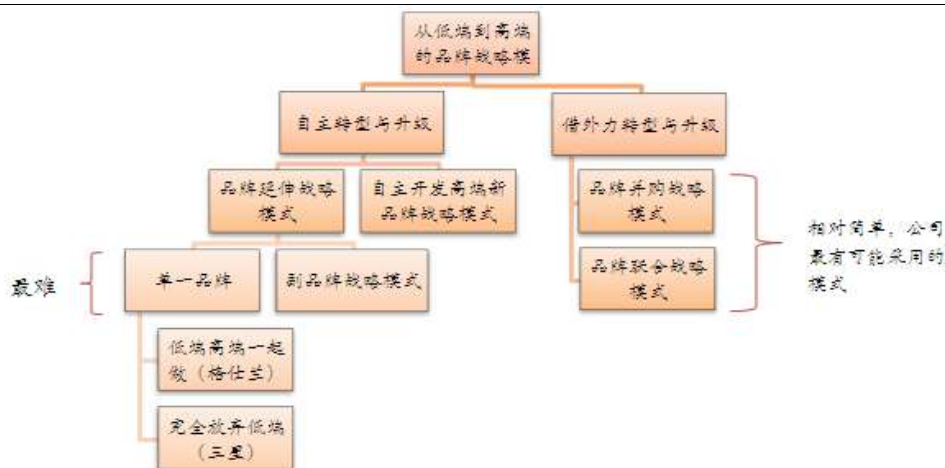 从低端到高端
的品牌战略模
自主转型与升级
借外力转型与升级
品牌延伸战略
模式
自主开发高端新
品牌战略模式
品牌并购战略
模式
相对简单，公司
最有可能采用的
模式
品牌联合战略
模式
最难
单一品牌
副品牌战略模式
低端高端一起
做（格仕兰）
完全放弃低端
（三星）